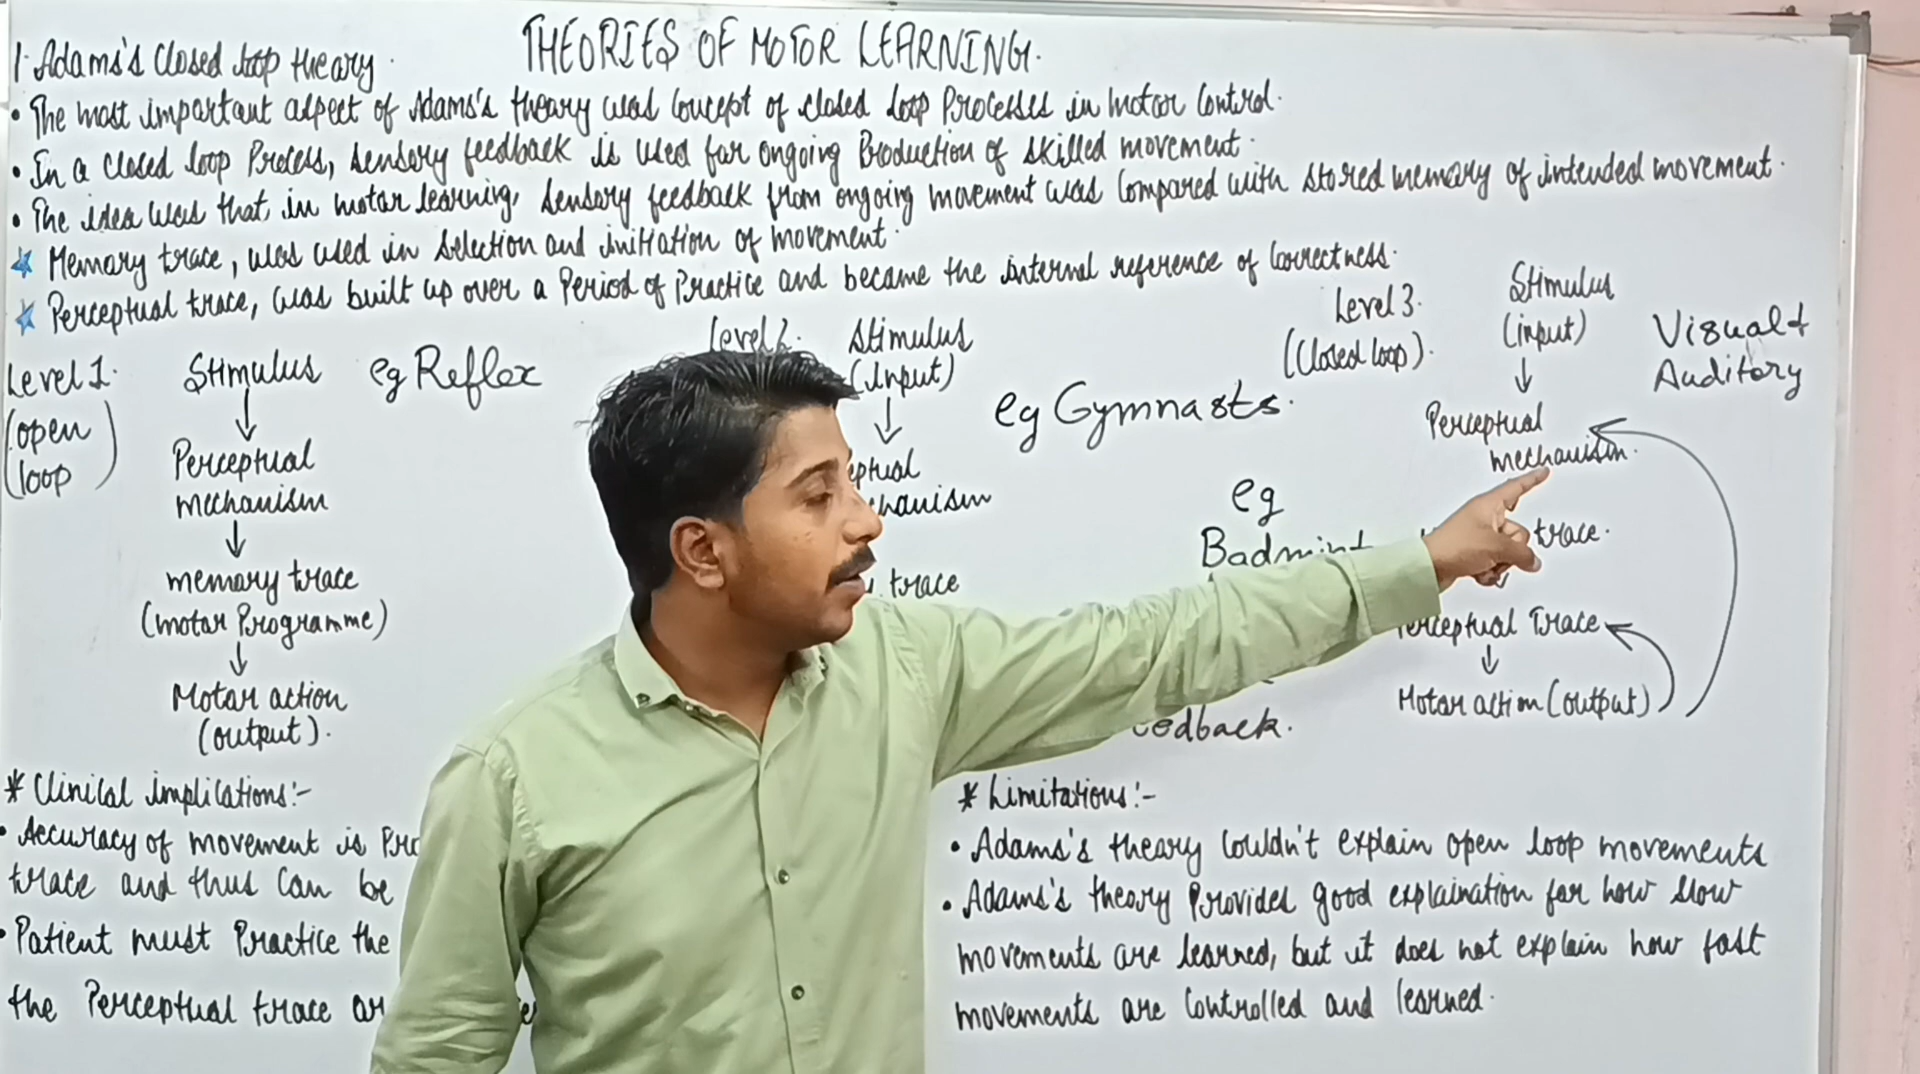 THEORIES OF MOTOR LEARNING.
1. Adams's Closed loop theory.
• The most important aspect of Adams's theory was concept of closed loop Processes in motor control.
• In a closed loop Process, sensory feedback is used for ongoing Production of skilled movement.
• The idea was that, in motor learning, sensory feedback from ongoing movement was compared with stored memory of intended movement.
☆ Memory trace, was used in selection and initiation of movement.
☆ Perceptual trace, was built up over a Period of Practice and became the internal reference of correctness.
Level 1.
(open
loop)
Stimulus
↓
Perceptual
mechanism
↓
memory trace
(motor Programme)
↓
Motor action
(output).
eg Reflex
Level 2.
Stimulus
(input)
↓
eptual
hanism
trace
eg Gymnasts.
Level 3.
(Closed loop).
eg
Badmint
edback.
Stimulus
(input)
↓
Perceptual
mechanism.
trace.
Perceptual Trace
↓
Motor action (output)
Visual +
Auditory
* Clinical implications:-
• Accuracy of movement is Pro
trace and thus can be
• Patient must Practice the
the Perceptual trace or
* Limitations:-
• Adams's theory couldn't explain open loop movements
• Adams's theory Provides good explaination for how slow
movements are learned, but it does not explain how fast
movements are controlled and learned.